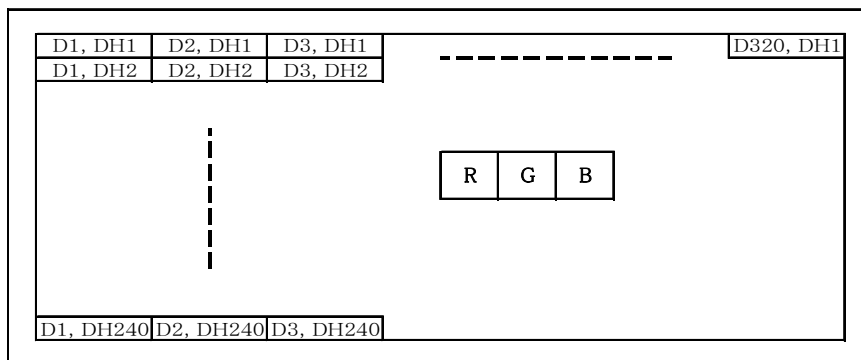 D1, DH1 D2, DH1 D3, DH1 D320, DH1
D1, DH2 D2, DH2 D3, DH2
R G B
D1, DH240 D2, DH240 D3, DH240